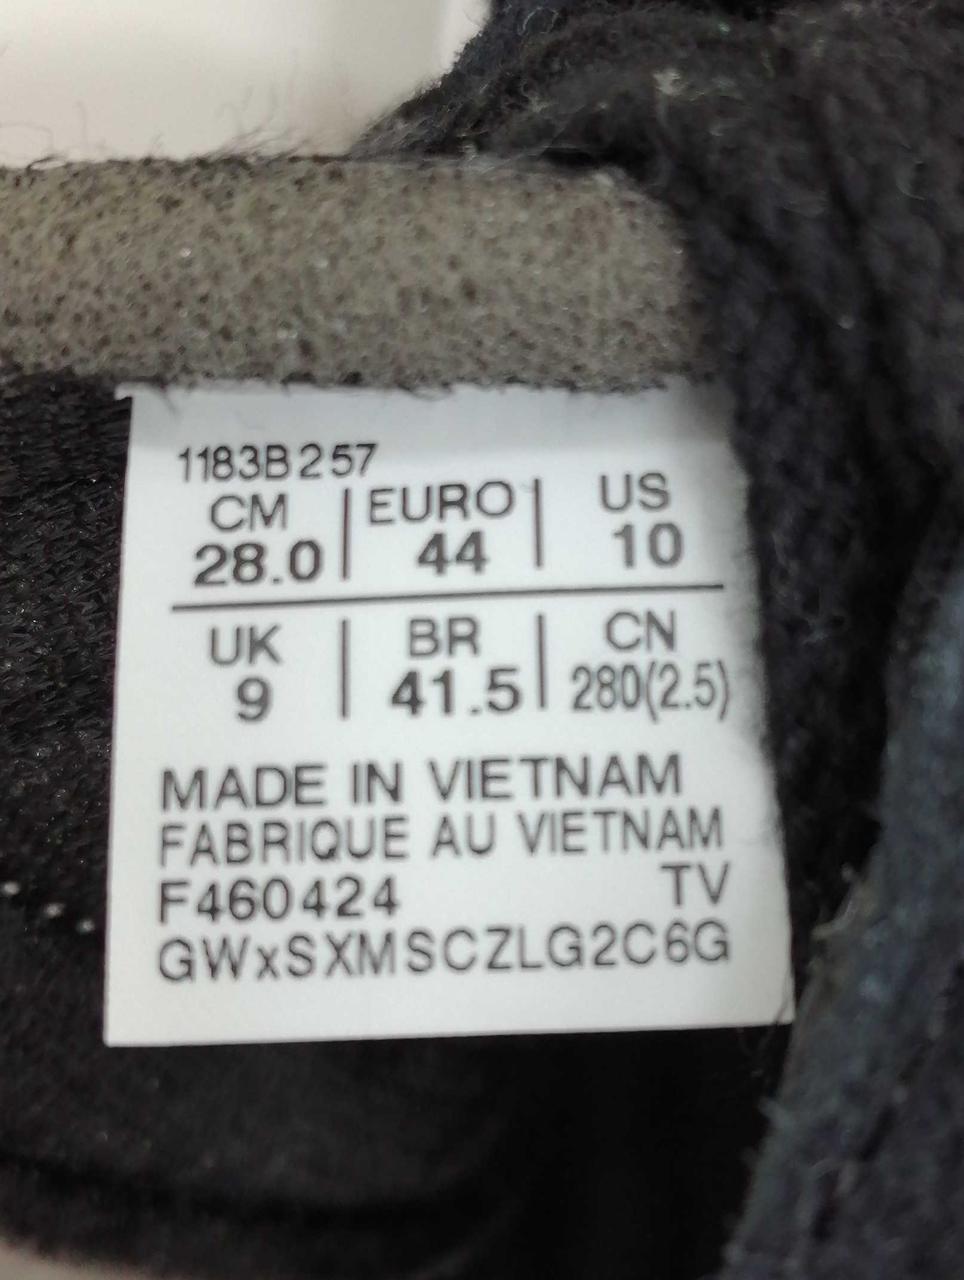 1183B257
CM | EURO | US
28.0 | 44 | 10
UK | BR | CN
9 | 41.5 | 280(2.5)
MADE IN VIETNAM
FABRIQUE AU VIETNAM
F460424 TV
GWxSXMSCZLG2C6G